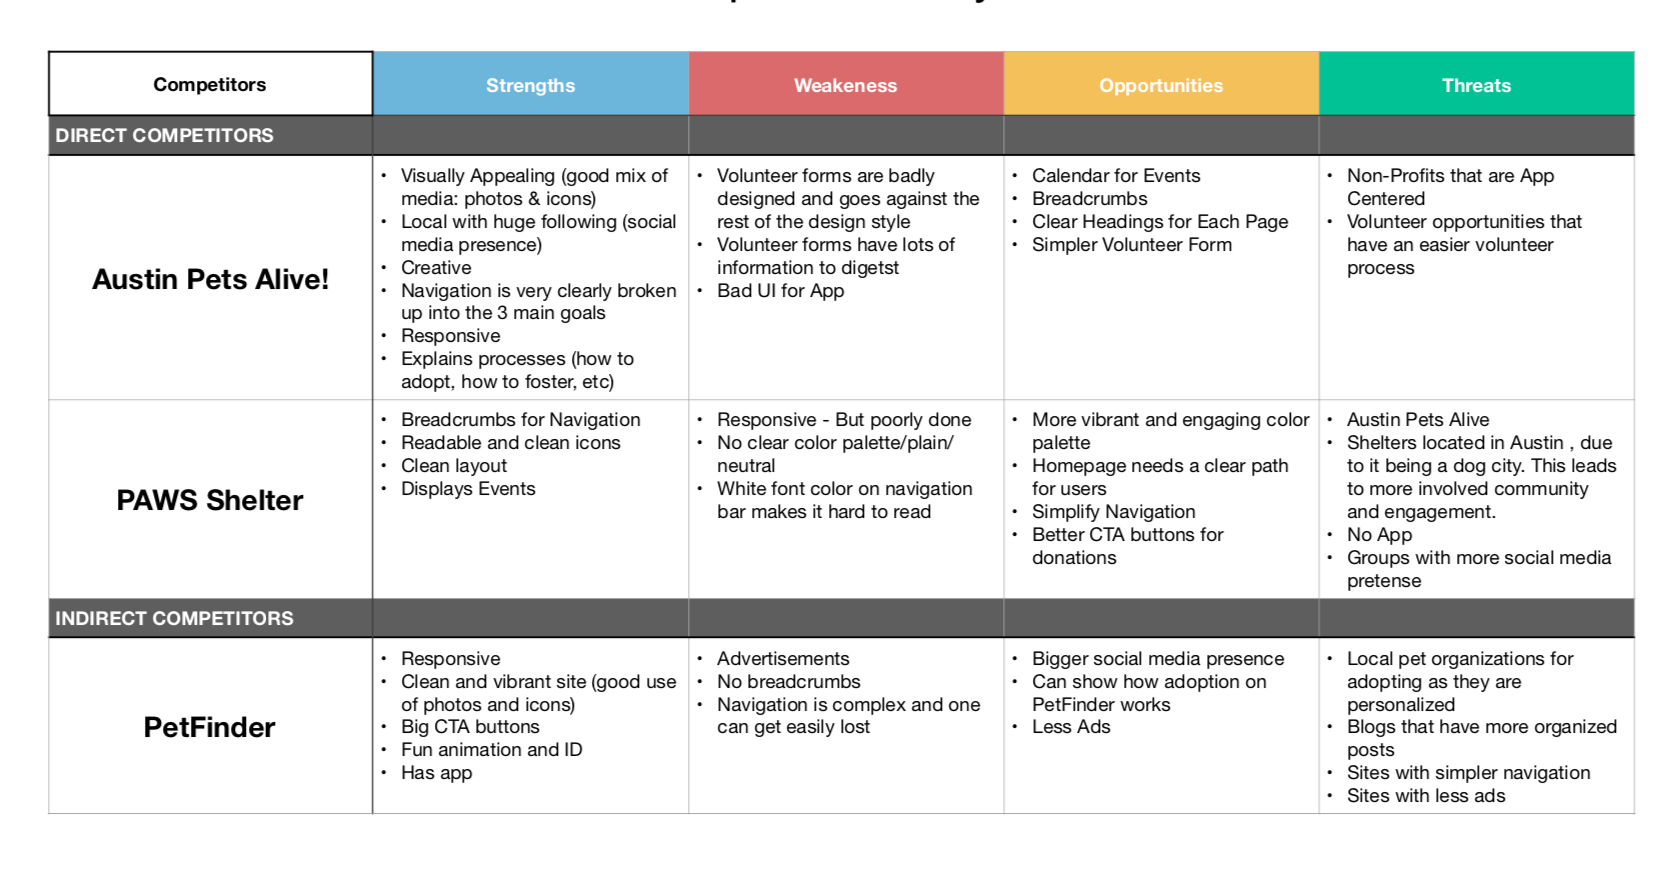 Competitors
Strengths
Weakeness
Opportunities
Threats
DIRECT COMPETITORS
Austin Pets Alive!
• Visually Appealing (good mix of
media: photos & icons)
• Local with huge following (social
media presence)
• Creative
• Navigation is very clearly broken
up into the 3 main goals
• Responsive
• Explains processes (how to
adopt, how to foster, etc)
• Volunteer forms are badly
designed and goes against the
rest of the design style
• Volunteer forms have lots of
information to digetst
• Bad UI for App
• Calendar for Events
• Breadcrumbs
• Clear Headings for Each Page
• Simpler Volunteer Form
• Non-Profits that are App
Centered
• Volunteer opportunities that
have an easier volunteer
process
PAWS Shelter
• Breadcrumbs for Navigation
• Readable and clean icons
• Clean layout
• Displays Events
• Responsive - But poorly done
• No clear color palette/plain/
neutral
• White font color on navigation
bar makes it hard to read
• More vibrant and engaging color
palette
• Homepage needs a clear path
for users
• Simplify Navigation
• Better CTA buttons for
donations
• Austin Pets Alive
• Shelters located in Austin , due
to it being a dog city. This leads
to more involved community
and engagement.
• No App
• Groups with more social media
pretense
INDIRECT COMPETITORS
PetFinder
• Responsive
• Clean and vibrant site (good use
of photos and icons)
• Big CTA buttons
• Fun animation and ID
• Has app
• Advertisements
• No breadcrumbs
• Navigation is complex and one
can get easily lost
• Bigger social media presence
• Can show how adoption on
PetFinder works
• Less Ads
• Local pet organizations for
adopting as they are
personalized
• Blogs that have more organized
posts
• Sites with simpler navigation
• Sites with less ads